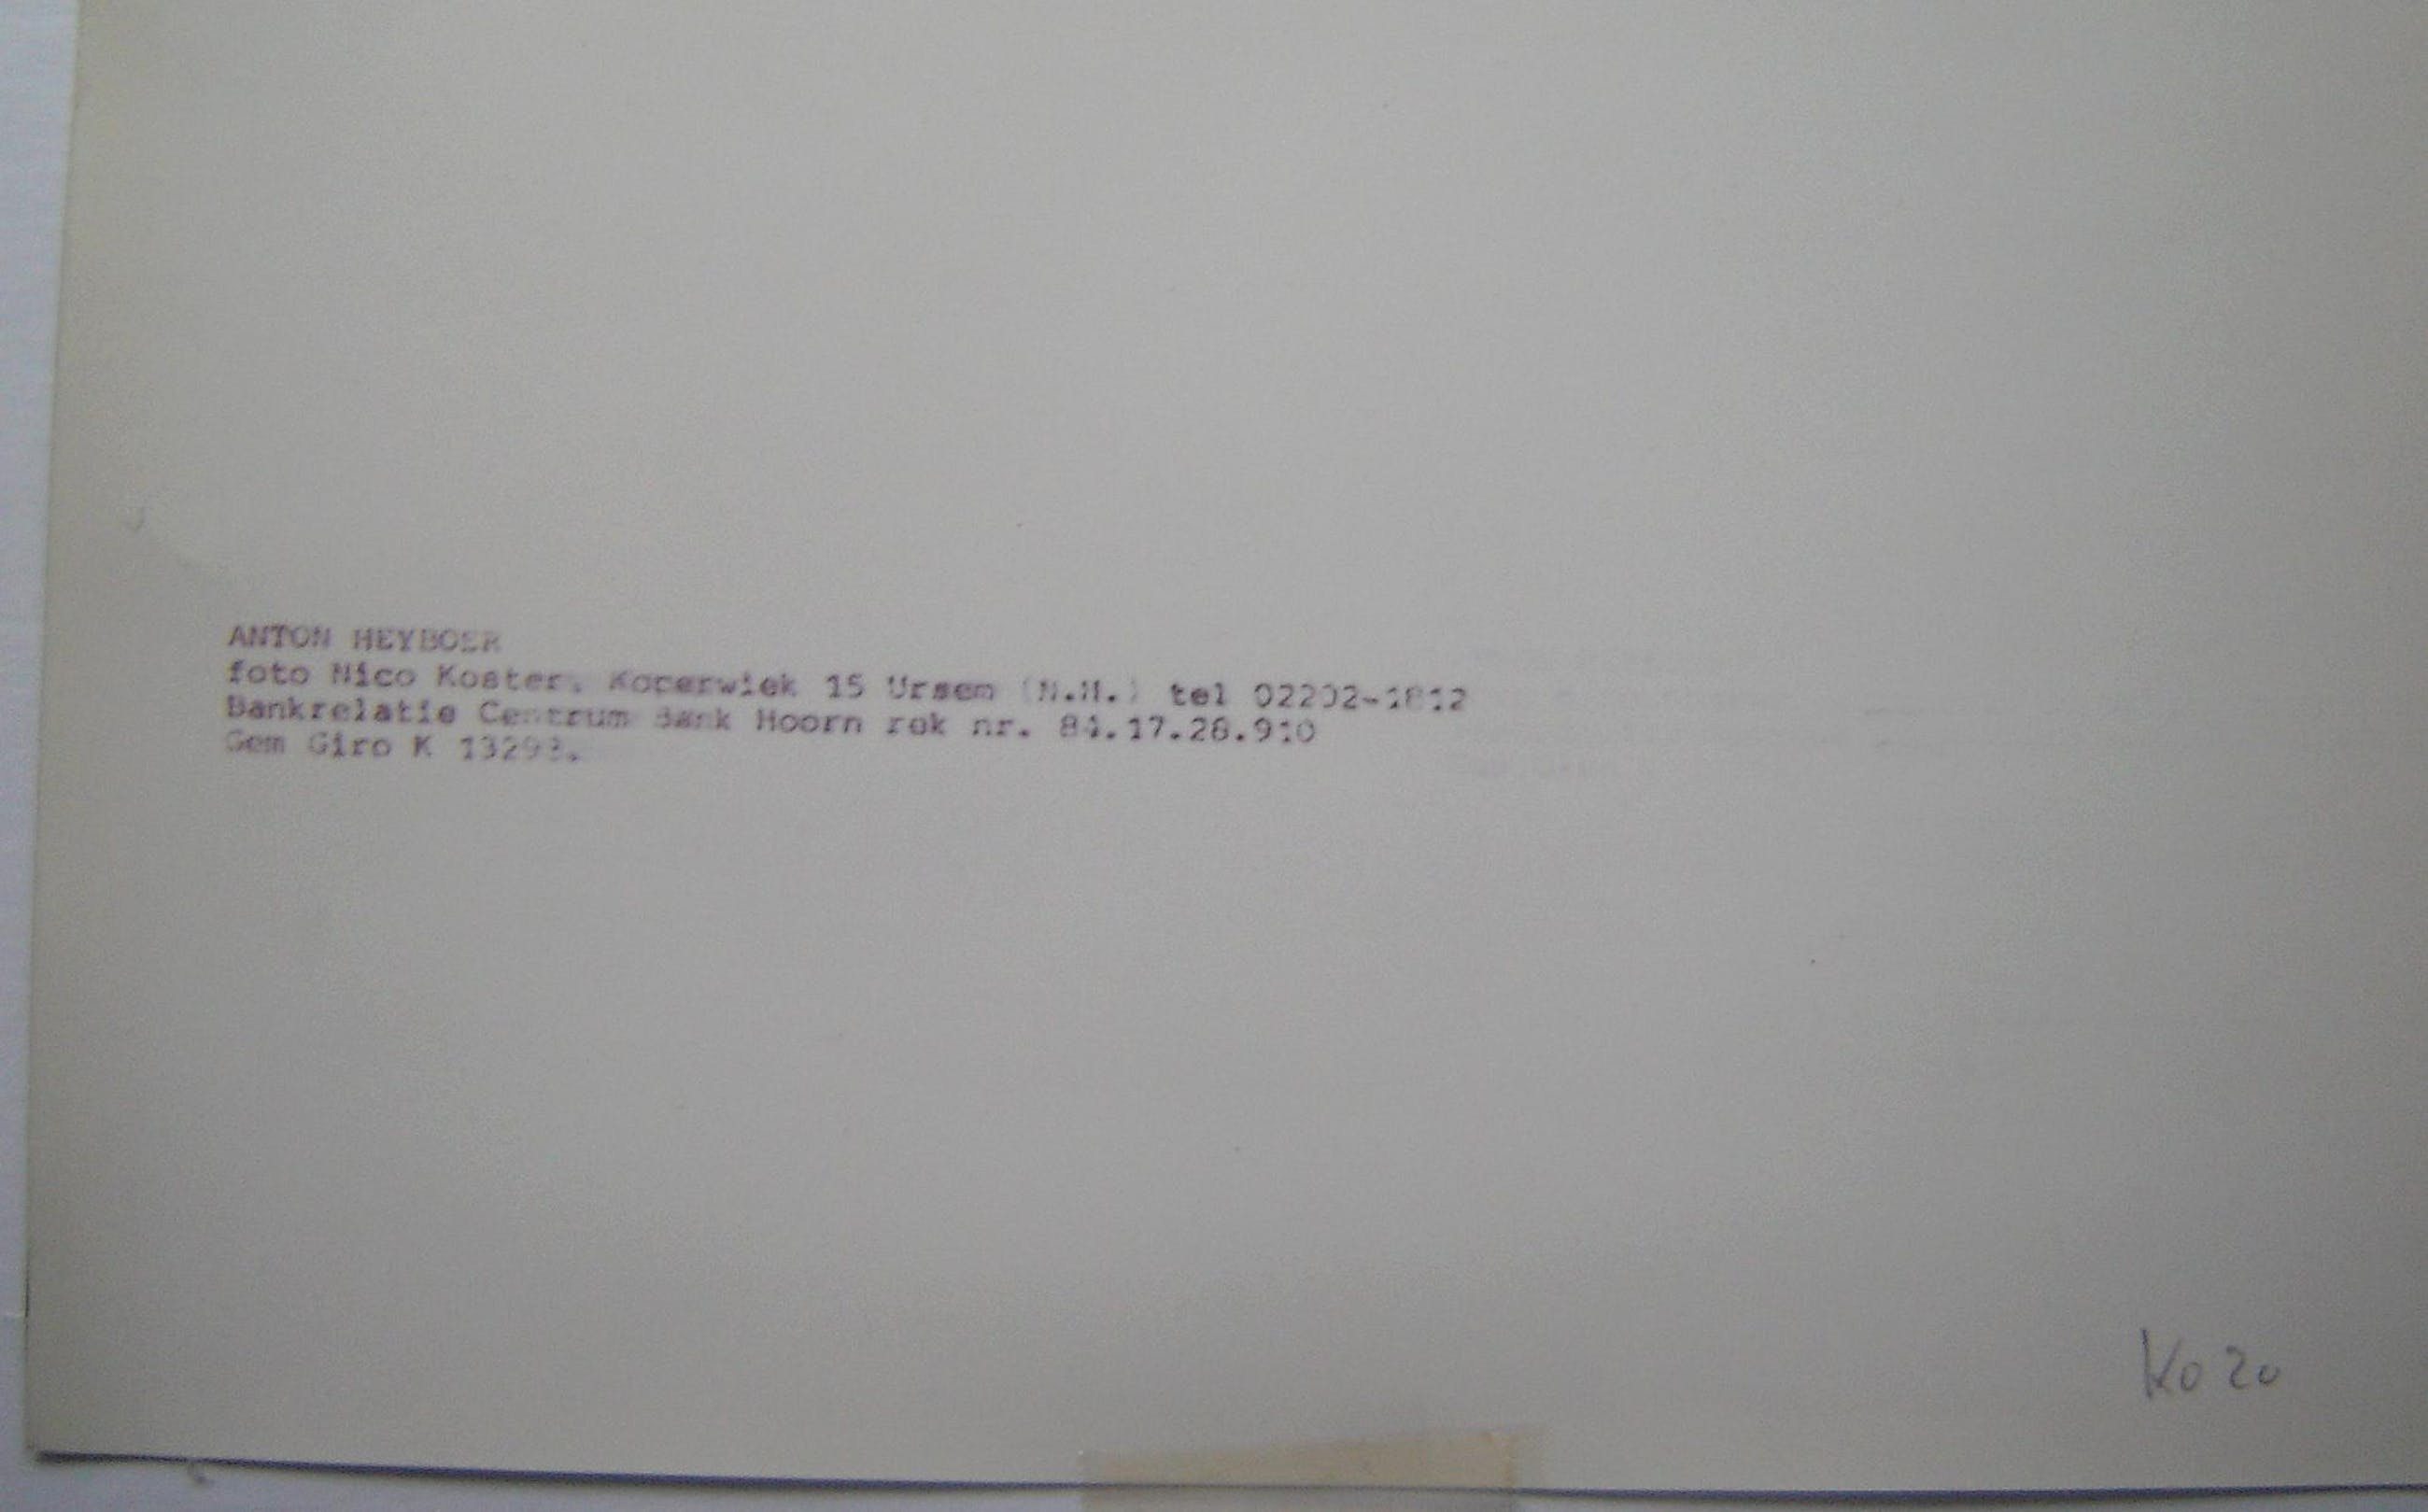 ANTON HEYBOER
foto Nico Koster. Koperwiek 15 Ursem (N.H.) tel 02202-1812
Bankrelatie Centrum Bank Hoorn rek nr. 84.17.28.910
Gem Giro K 13293.
Ko 20